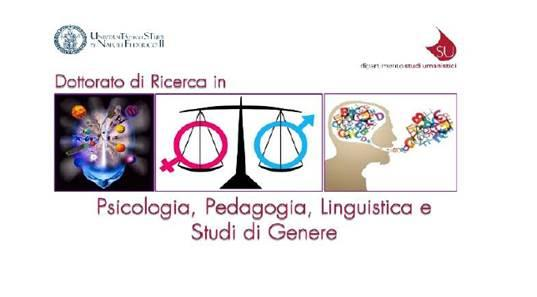 UNIVERSITÀ DEGLI STUDI
DI NAPOLI FEDERICO II
SU
dipartimento studi umanistici
Dottorato di Ricerca in
Psicologia, Pedagogia, Linguistica e
Studi di Genere